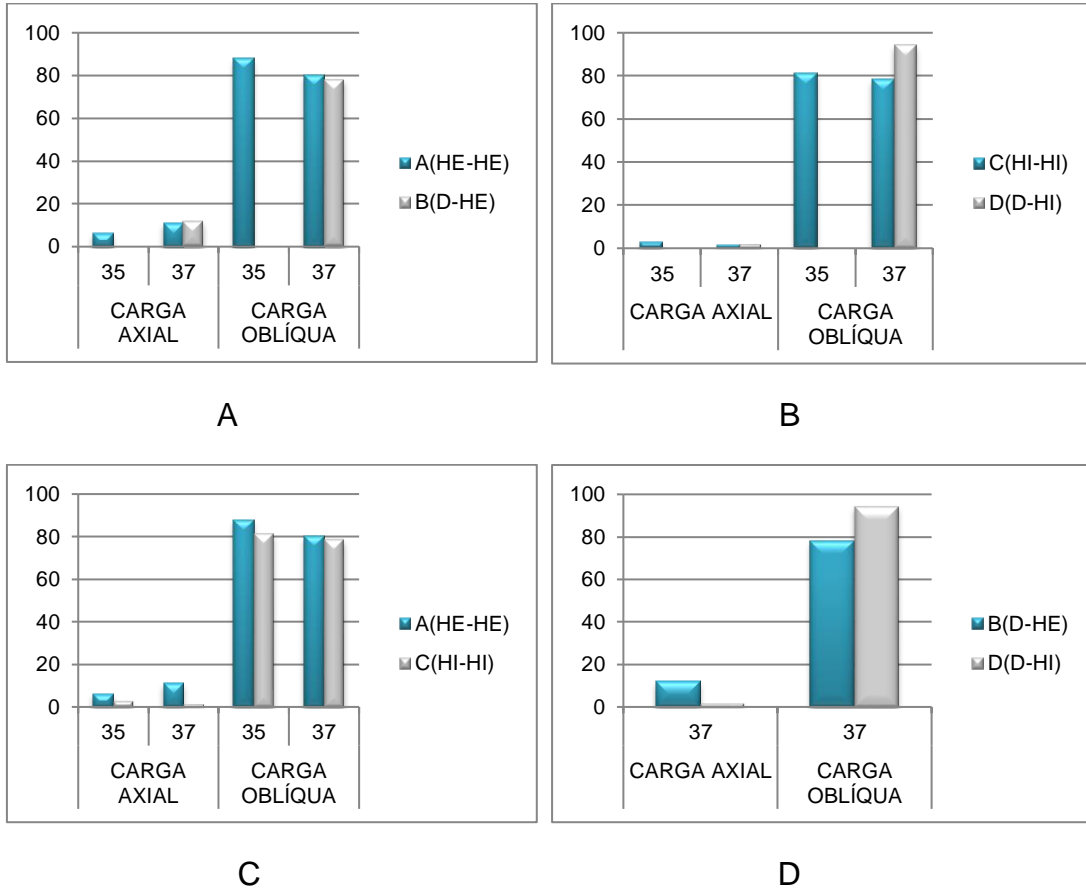 100
80
60
40
20
0
35 37 35 37
CARGA AXIAL CARGA OBLÍQUA
A(HE-HE)
B(D-HE)
A
100
80
60
40
20
0
35 37 35 37
CARGA AXIAL CARGA OBLÍQUA
C(HI-HI)
D(D-HI)
B
100
80
60
40
20
0
35 37 35 37
CARGA AXIAL CARGA OBLÍQUA
A(HE-HE)
C(HI-HI)
C
100
80
60
40
20
0
37 37
CARGA AXIAL CARGA OBLÍQUA
B(D-HE)
D(D-HI)
D